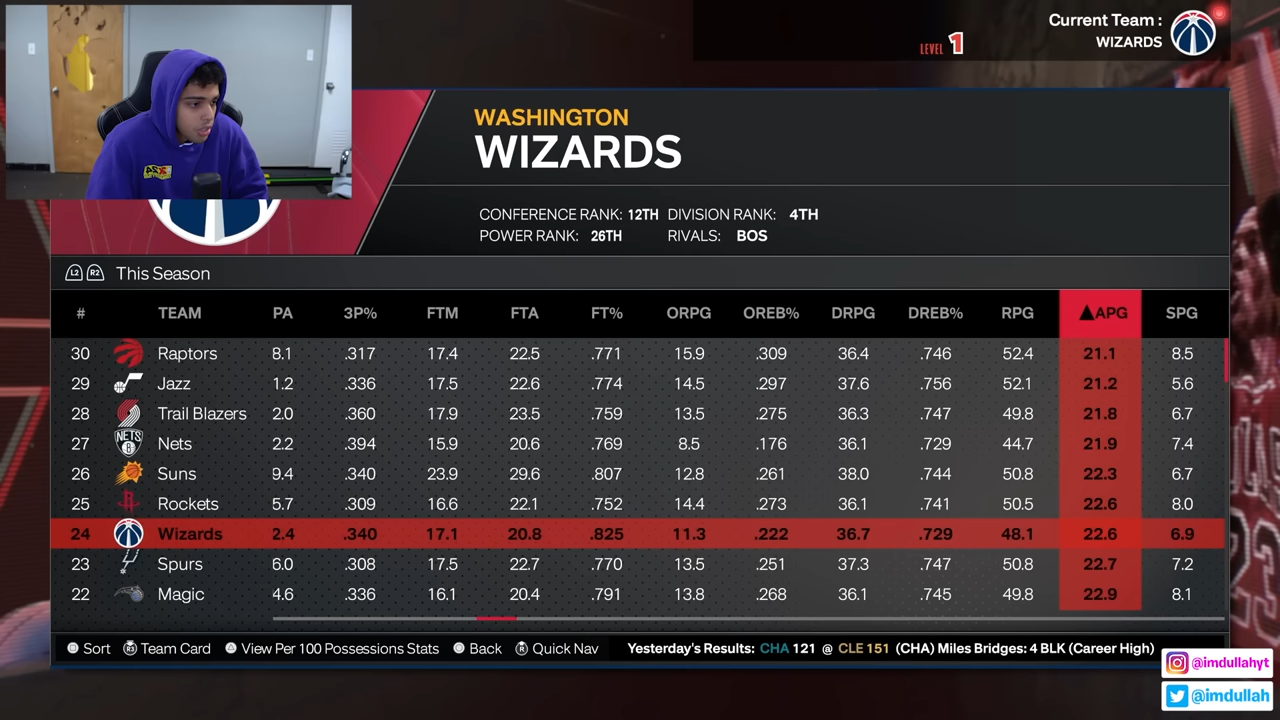 Current Team :
LEVEL 1
WIZARDS
WASHINGTON
WIZARDS
CONFERENCE RANK: 12TH DIVISION RANK: 4TH
POWER RANK: 26TH RIVALS: BOS
L2 R2 This Season
# TEAM PA 3P% FTM FTA FT% ORPG OREB% DRPG DREB% RPG ▲APG SPG
30 Raptors 8.1 .317 17.4 22.5 .771 15.9 .309 36.4 .746 52.4 21.1 8.5
29 Jazz 1.2 .336 17.5 22.6 .774 14.5 .297 37.6 .756 52.1 21.2 5.6
28 Trail Blazers 2.0 .360 17.9 23.5 .759 13.5 .275 36.3 .747 49.8 21.8 6.7
27 NETS Nets 2.2 .394 15.9 20.6 .769 8.5 .176 36.1 .729 44.7 21.9 7.4
26 Suns 9.4 .340 23.9 29.6 .807 12.8 .261 38.0 .744 50.8 22.3 6.7
25 Rockets 5.7 .309 16.6 22.1 .752 14.4 .273 36.1 .741 50.5 22.6 8.0
24 Wizards 2.4 .340 17.1 20.8 .825 11.3 .222 36.7 .729 48.1 22.6 6.9
23 Spurs 6.0 .308 17.5 22.7 .770 13.5 .251 37.3 .747 50.8 22.7 7.2
22 Magic 4.6 .336 16.1 20.4 .791 13.8 .268 36.1 .745 49.8 22.9 8.1
Sort Team Card View Per 100 Possessions Stats Back Quick Nav Yesterday's Results: CHA 121 @ CLE 151 (CHA) Miles Bridges: 4 BLK (Career High)
@imdullahyt
@imdullah